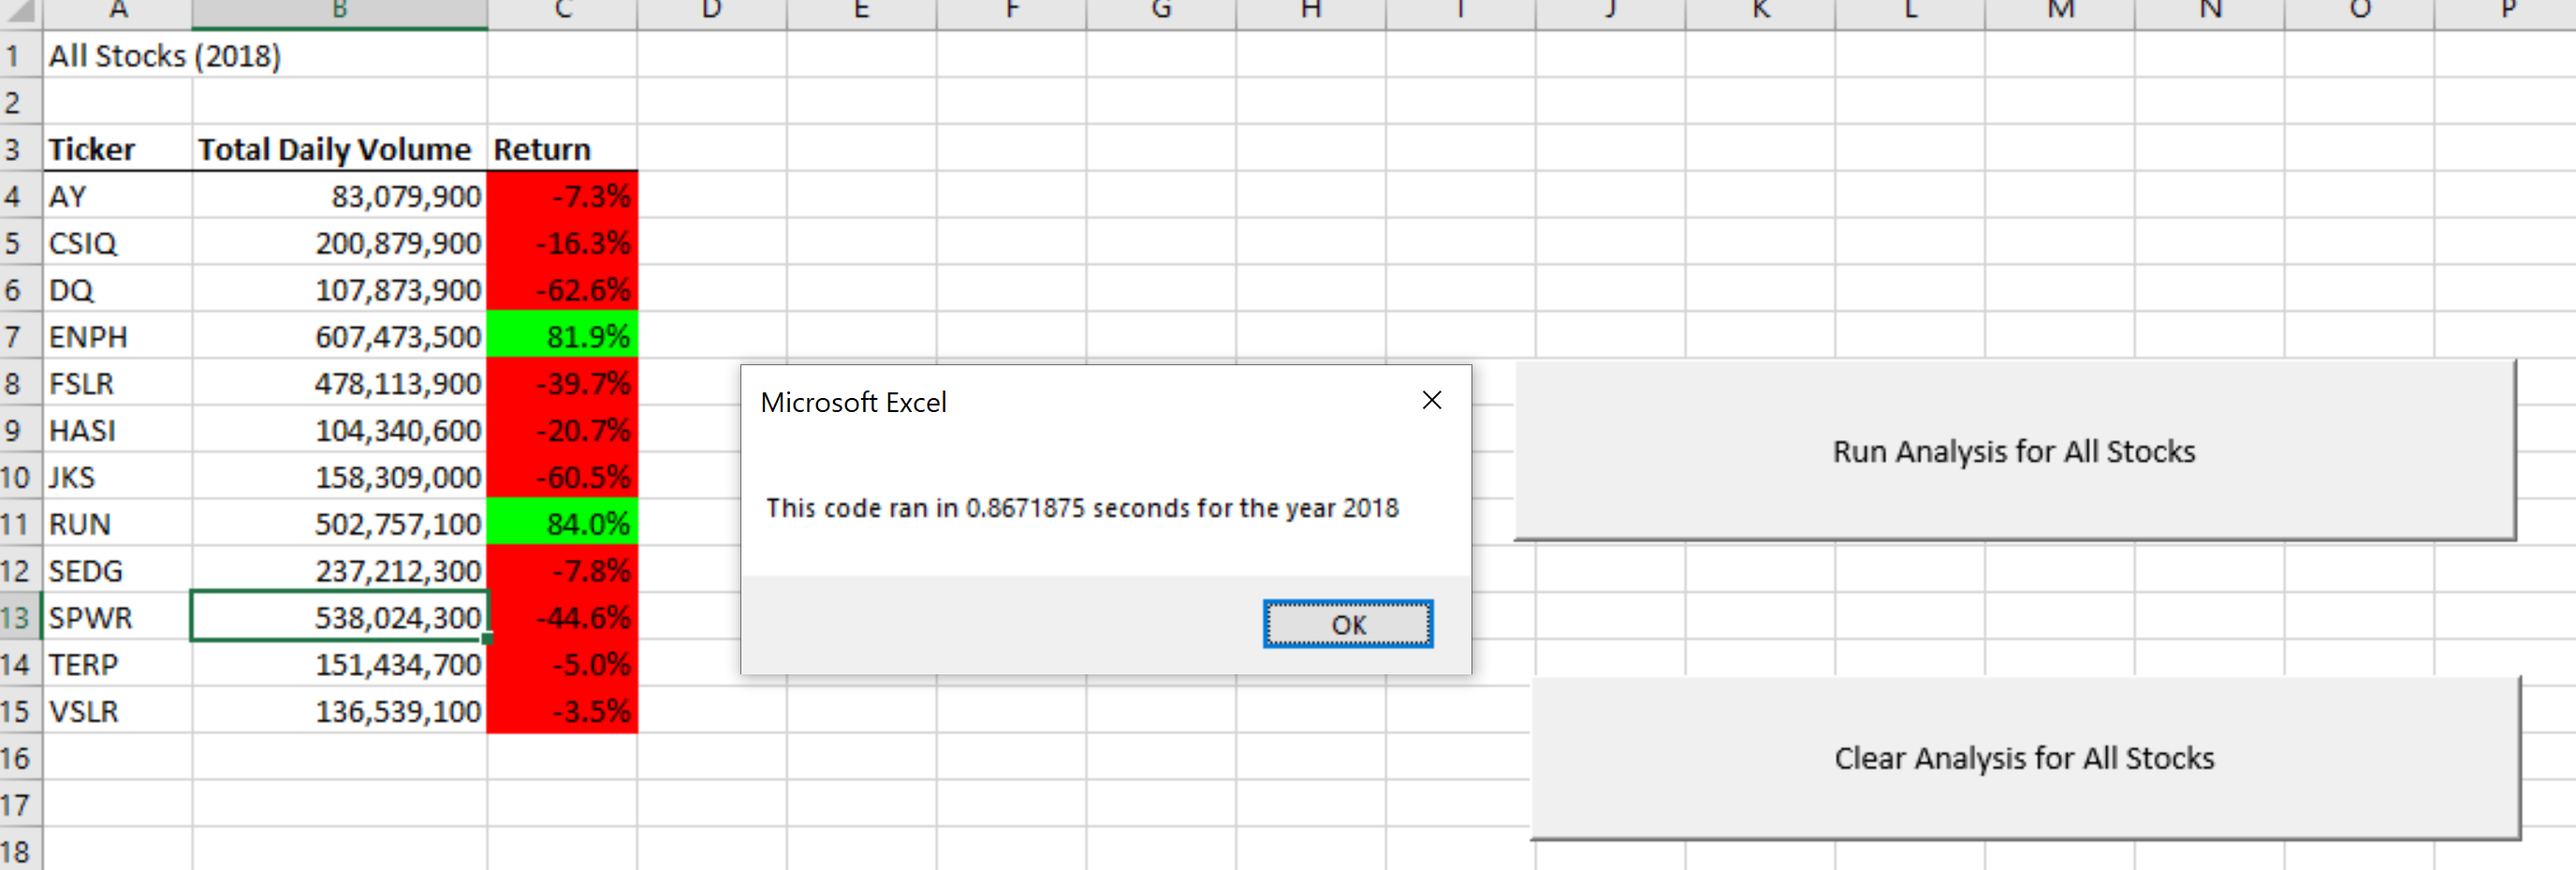 A B C D E F G H I J K L M N O P
1 All Stocks (2018)
2
3 Ticker Total Daily Volume Return
4 AY 83,079,900 -7.3%
5 CSIQ 200,879,900 -16.3%
6 DQ 107,873,900 -62.6%
7 ENPH 607,473,500 81.9%
8 FSLR 478,113,900 -39.7%
9 HASI 104,340,600 -20.7%
10 JKS 158,309,000 -60.5%
11 RUN 502,757,100 84.0%
12 SEDG 237,212,300 -7.8%
13 SPWR 538,024,300 -44.6%
14 TERP 151,434,700 -5.0%
15 VSLR 136,539,100 -3.5%
16
17
18
Microsoft Excel
This code ran in 0.8671875 seconds for the year 2018
OK
Run Analysis for All Stocks
Clear Analysis for All Stocks